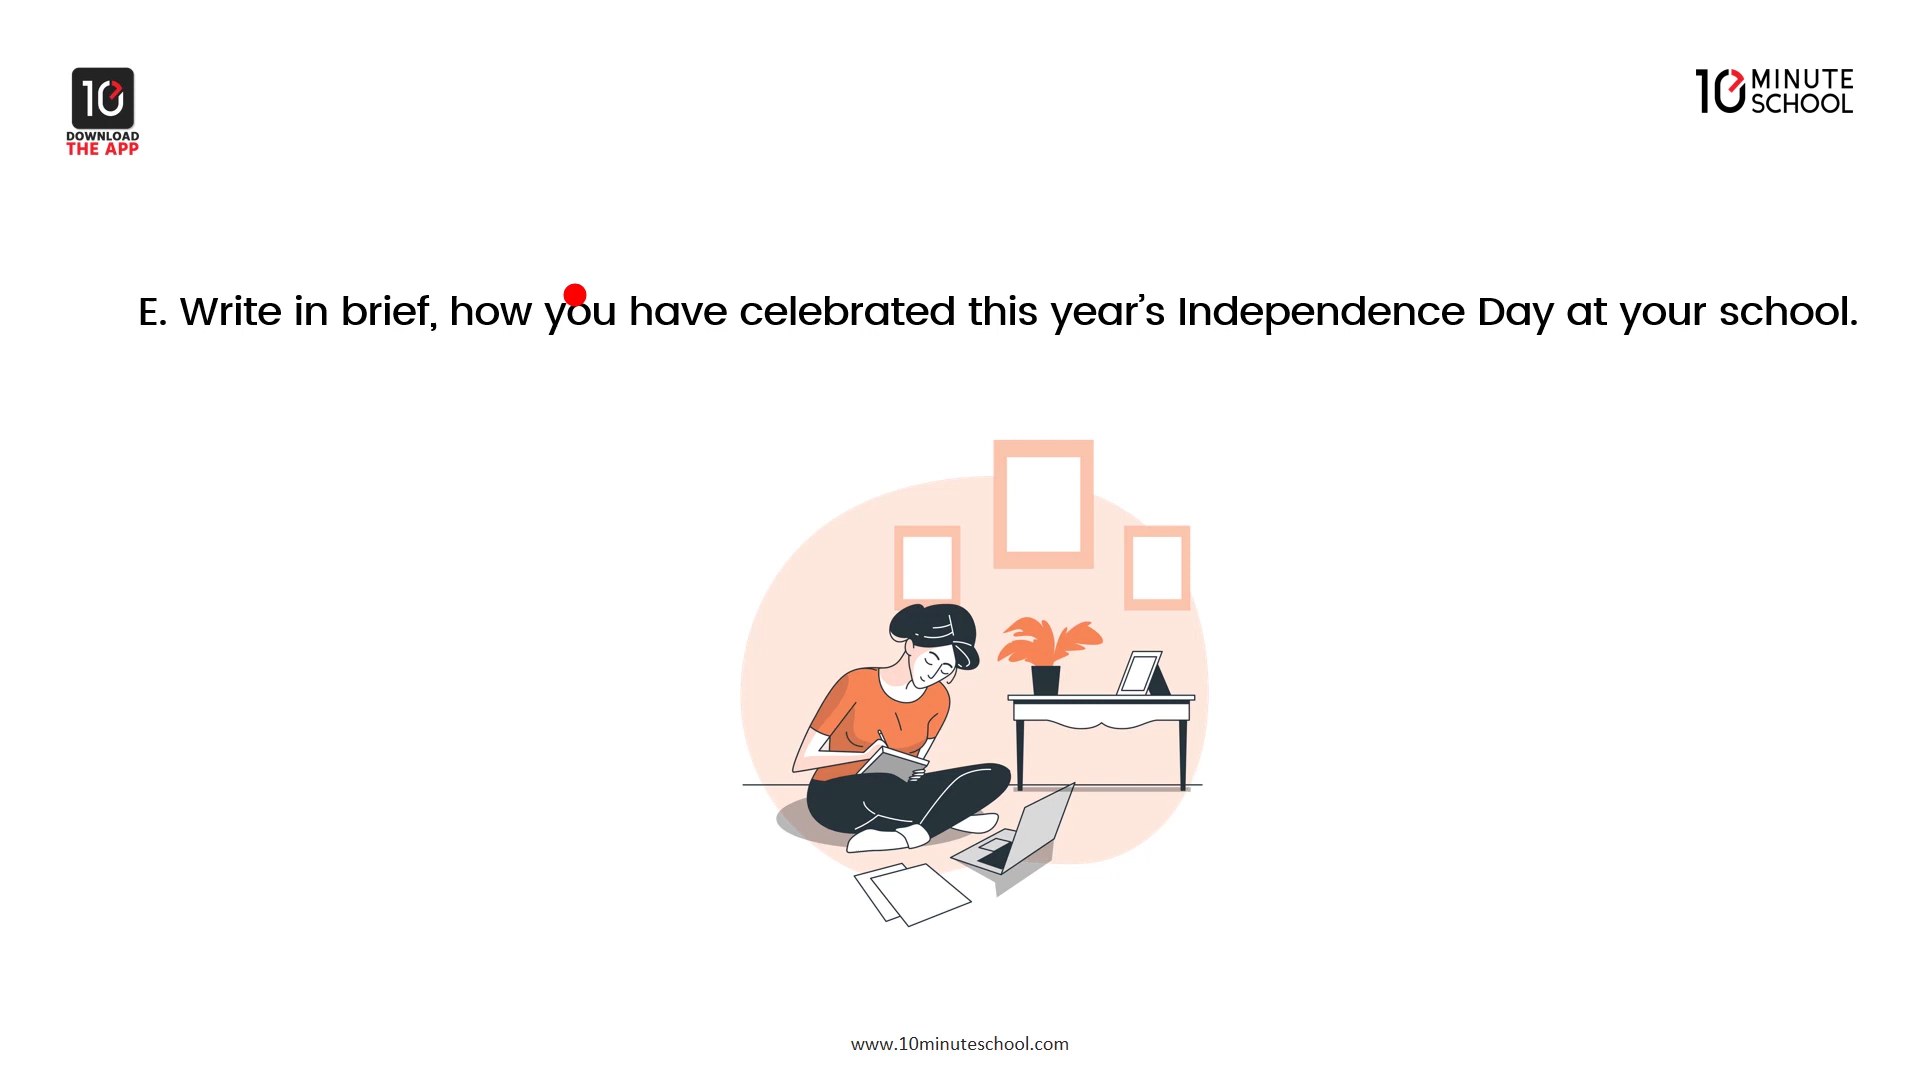 10
DOWNLOAD
THE APP
10 MINUTE
SCHOOL
E. Write in brief, how you have celebrated this year’s Independence Day at your school.
www.10minuteschool.com